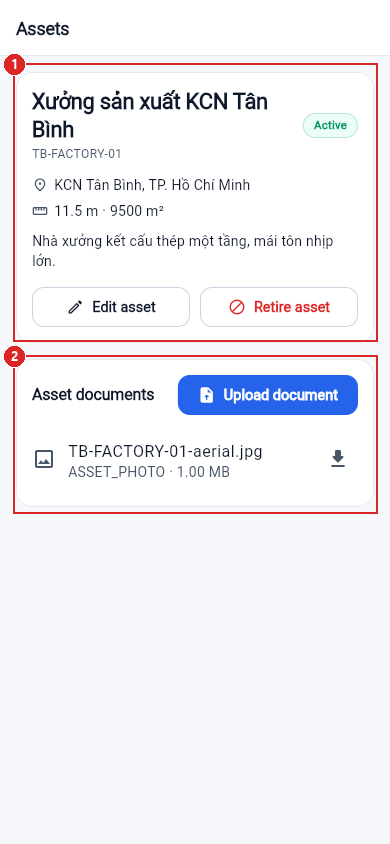 Assets
1
Xưởng sản xuất KCN Tân
Bình
Active
TB-FACTORY-01
KCN Tân Bình, TP. Hồ Chí Minh
11.5 m · 9500 m²
Nhà xưởng kết cấu thép một tầng, mái tôn nhịp
lớn.
Edit asset
Retire asset
2
Asset documents
Upload document
TB-FACTORY-01-aerial.jpg
ASSET_PHOTO · 1.00 MB